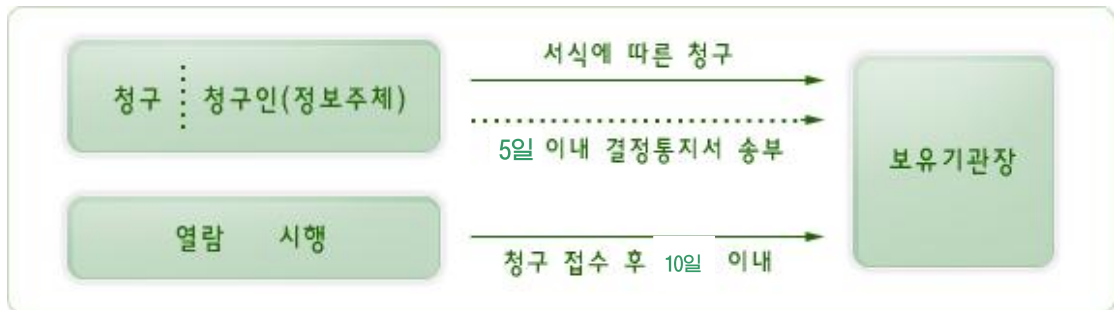 서식에 따른 청구
청구 청구인(정보주체)
5일 이내 결정통지서 송부
보유기관장
열람 시행
청구 접수 후 10일 이내